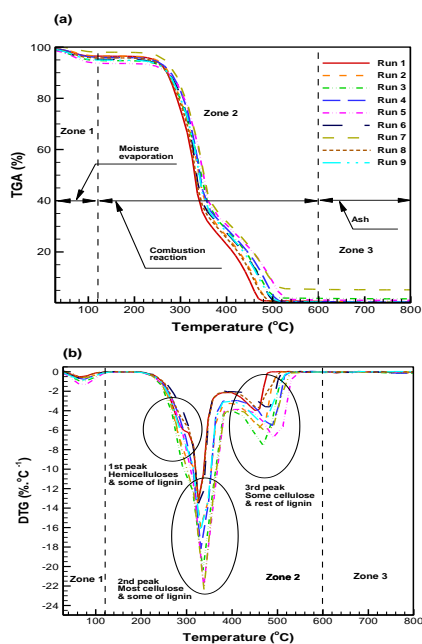 (a)
100
80
60
40
20
TGA (%)
Zone 1
Zone 2
Zone 3
Moisture
evaporation
Combustion
reaction
Ash
Run 1
Run 2
Run 3
Run 4
Run 5
Run 6
Run 7
Run 8
Run 9
100 200 300 400 500 600 700 800
Temperature (°C)
(b)
0
-2
-4
-6
-8
-10
-12
-14
-16
-18
-20
-22
-24
DTG (%.°C⁻¹)
1st peak
Hemicelluloses
& some of lignin
3rd peak
Some cellulose
& rest of lignin
2nd peak
Most cellulose
& some of lignin
Zone 1
Zone 2
Zone 3
0 100 200 300 400 500 600 700 800
Temperature (°C)